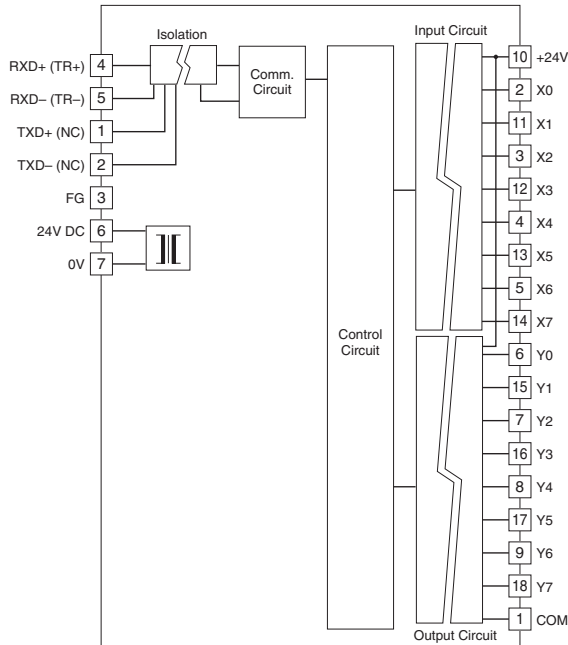 Isolation
Input Circuit
RXD+ (TR+) 4
RXD– (TR–) 5
TXD+ (NC) 1
TXD– (NC) 2
FG 3
24V DC 6
0V 7
Comm.
Circuit
Control
Circuit
10 +24V
2 X0
11 X1
3 X2
12 X3
4 X4
13 X5
5 X6
14 X7
6 Y0
15 Y1
7 Y2
16 Y3
8 Y4
17 Y5
9 Y6
18 Y7
1 COM
Output Circuit